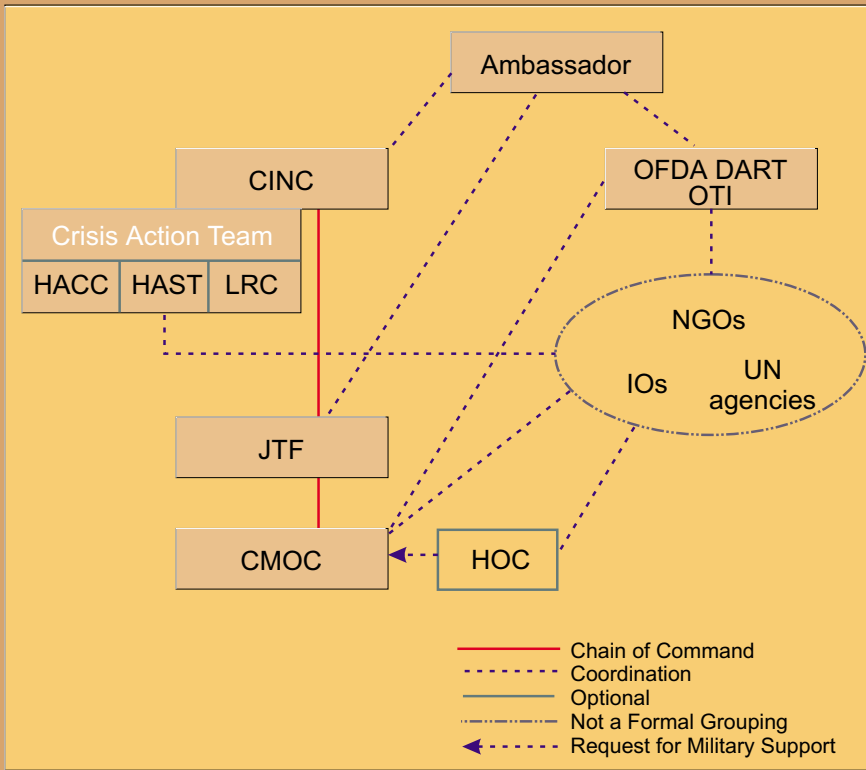 Ambassador
CINC
OFDA DART
OTI
Crisis Action Team
HACC HAST LRC
NGOs
IOs
UN
agencies
JTF
CMOC
HOC
Chain of Command
Coordination
Optional
Not a Formal Grouping
Request for Military Support